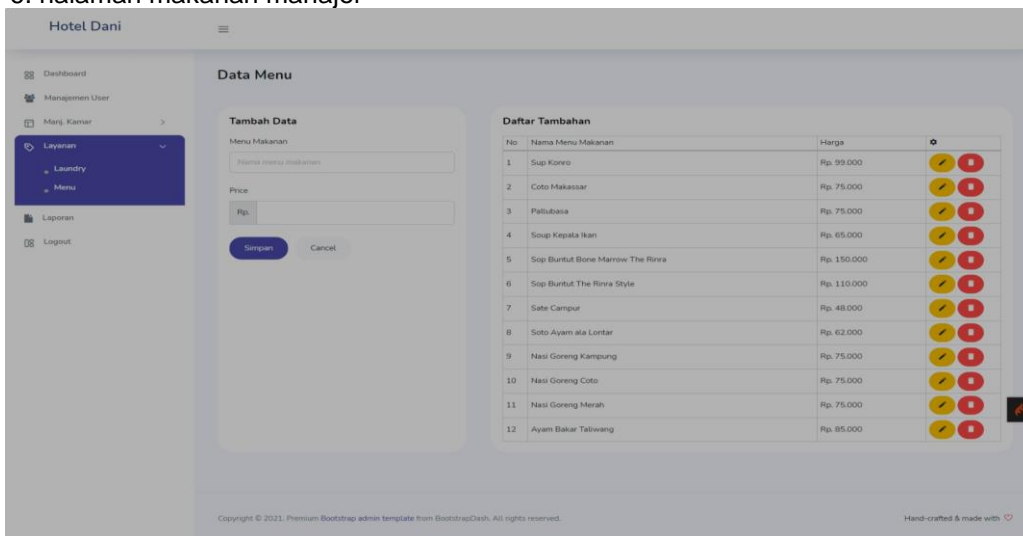 Hotel Dani
Dashboard
Manajemen User
Manj. Kamar
Layanan
Laundry
Menu
Laporan
Logout
Data Menu
Tambah Data
Menu Makanan
Nama menu makanan
Price
Rp.
Simpan Cancel
Daftar Tambahan
No Nama Menu Makanan Harga
1 Sup Konro Rp. 99.000
2 Coto Makassar Rp. 75.000
3 Pallubasa Rp. 75.000
4 Soup Kepala Ikan Rp. 65.000
5 Sop Buntut Bone Marrow The Rinra Rp. 150.000
6 Sop Buntut The Rinra Style Rp. 110.000
7 Sate Campur Rp. 48.000
8 Soto Ayam ala Lontar Rp. 62.000
9 Nasi Goreng Kampung Rp. 75.000
10 Nasi Goreng Coto Rp. 75.000
11 Nasi Goreng Merah Rp. 75.000
12 Ayam Bakar Taliwang Rp. 85.000
Copyright © 2021. Premium Bootstrap admin template from BootstrapDash. All rights reserved.
Hand-crafted & made with